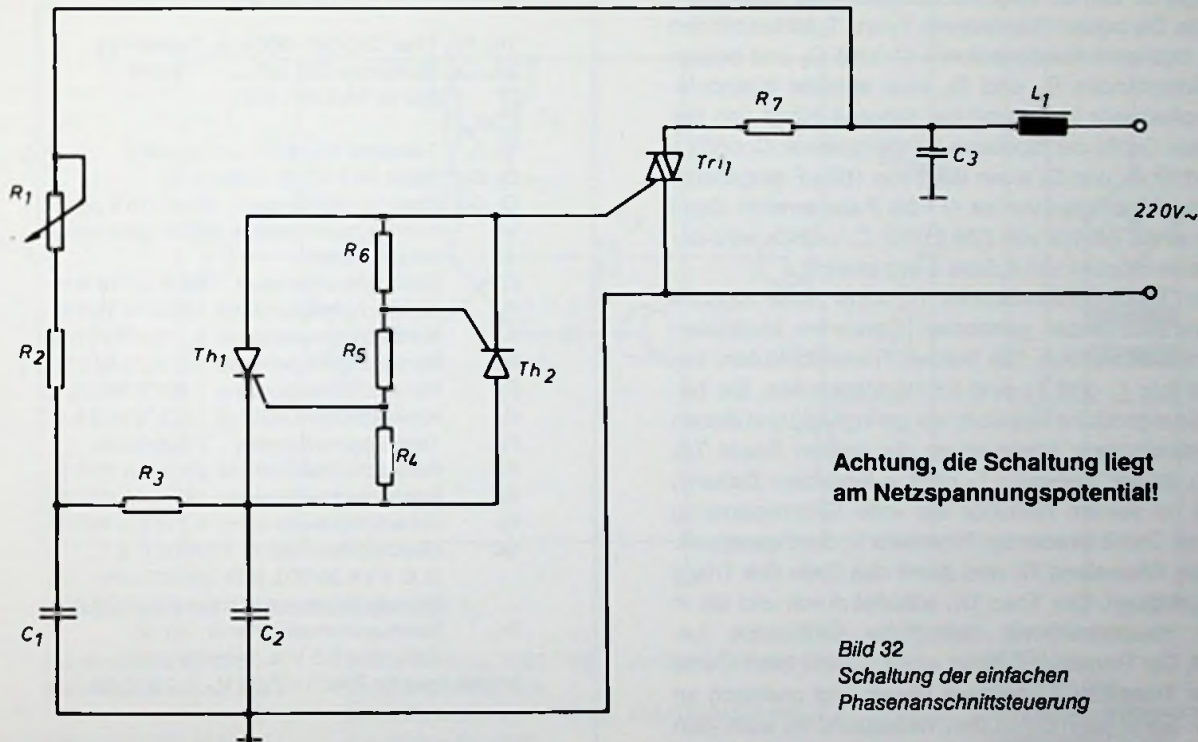 R7
L1
Tri1
C3
R1
220V~
R6
R2
Th1
R5
Th2
R4
R3
Achtung, die Schaltung liegt
am Netzspannungspotential!
C1
C2
Bild 32
Schaltung der einfachen
Phasenanschnittsteuerung